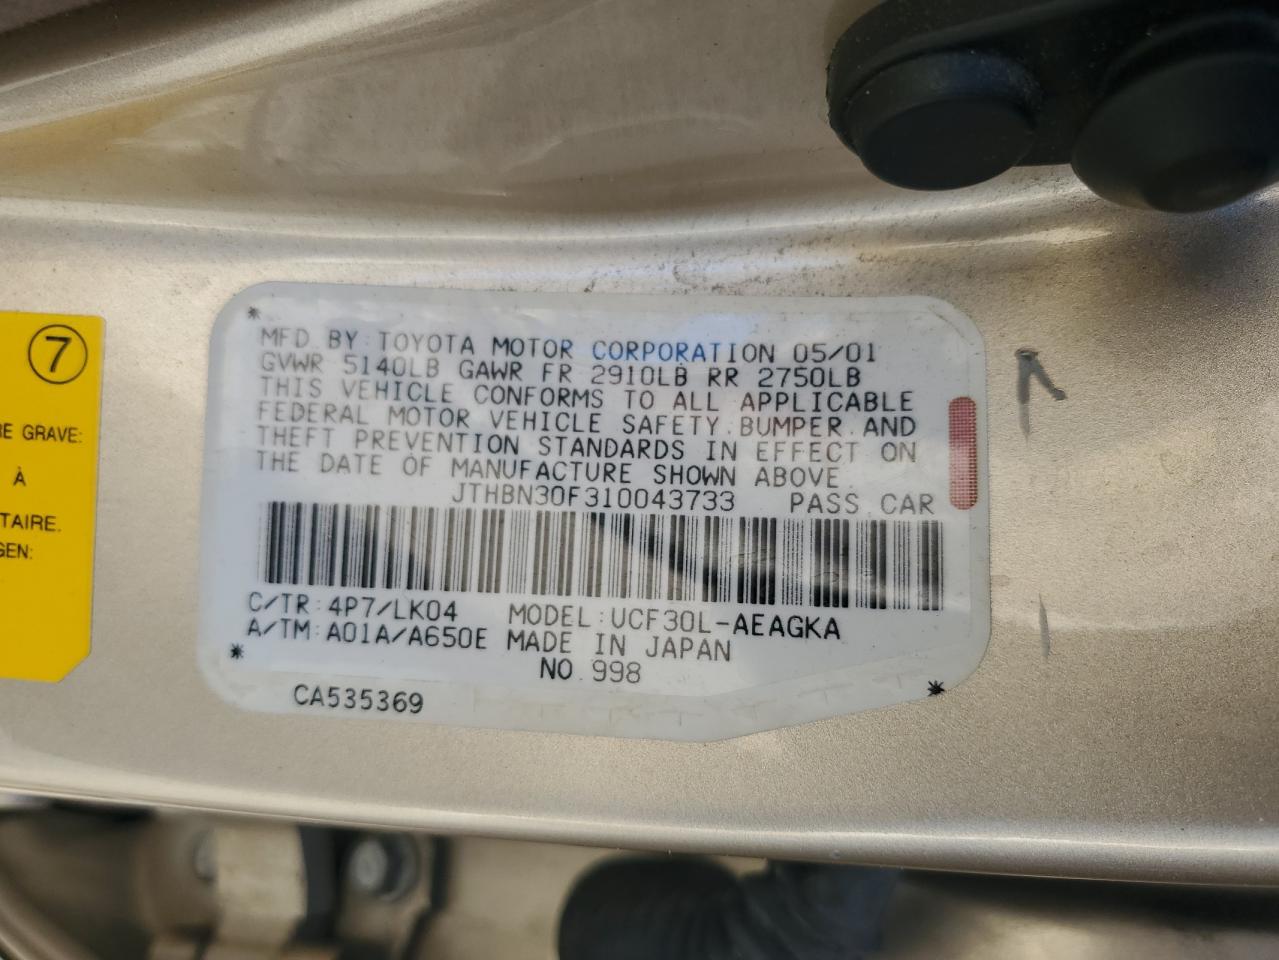 7
RE GRAVE:
À
TAIRE.
GEN:
MFD BY: TOYOTA MOTOR CORPORATION 05/01
GVWR 5140LB GAWR FR 2910LB RR 2750LB
THIS VEHICLE CONFORMS TO ALL APPLICABLE
FEDERAL MOTOR VEHICLE SAFETY.BUMPER.AND
THEFT PREVENTION STANDARDS IN EFFECT ON
THE DATE OF MANUFACTURE SHOWN ABOVE.
JTHBN30F310043733 PASS.CAR
C/TR:4P7/LK04 MODEL:UCF30L-AEAGKA
A/TM:A01A/A650E MADE IN JAPAN
NO.998
CA535369